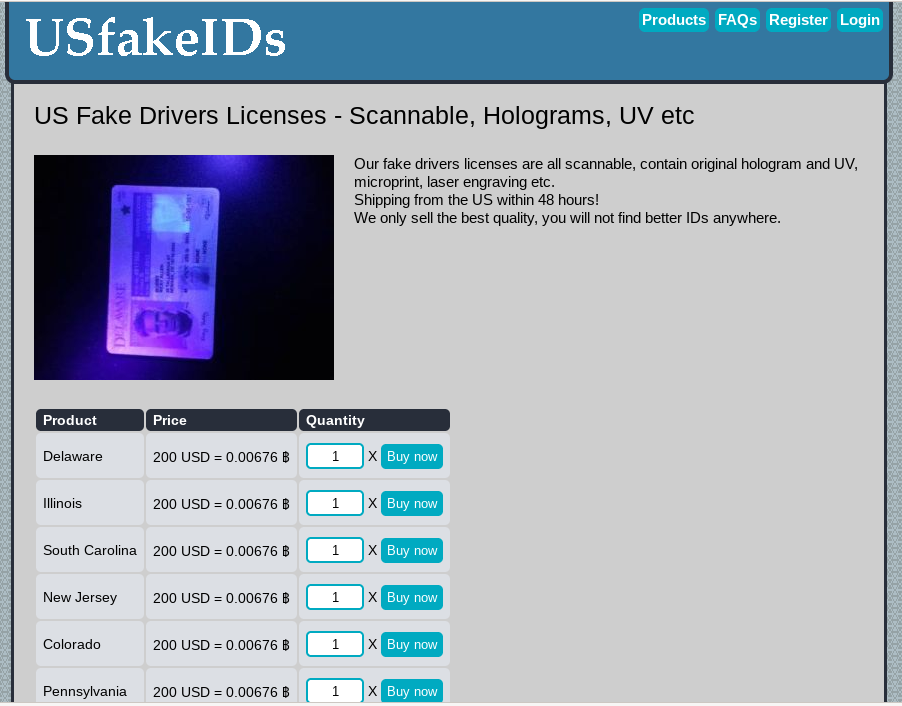 USfakeIDs
Products FAQs Register Login
US Fake Drivers Licenses - Scannable, Holograms, UV etc
Our fake drivers licenses are all scannable, contain original hologram and UV,
microprint, laser engraving etc.
Shipping from the US within 48 hours!
We only sell the best quality, you will not find better IDs anywhere.
DELAWARE
Product Price Quantity
Delaware 200 USD = 0.00676 ฿ 1 X Buy now
Illinois 200 USD = 0.00676 ฿ 1 X Buy now
South Carolina 200 USD = 0.00676 ฿ 1 X Buy now
New Jersey 200 USD = 0.00676 ฿ 1 X Buy now
Colorado 200 USD = 0.00676 ฿ 1 X Buy now
Pennsylvania 200 USD = 0.00676 ฿ 1 X Buy now